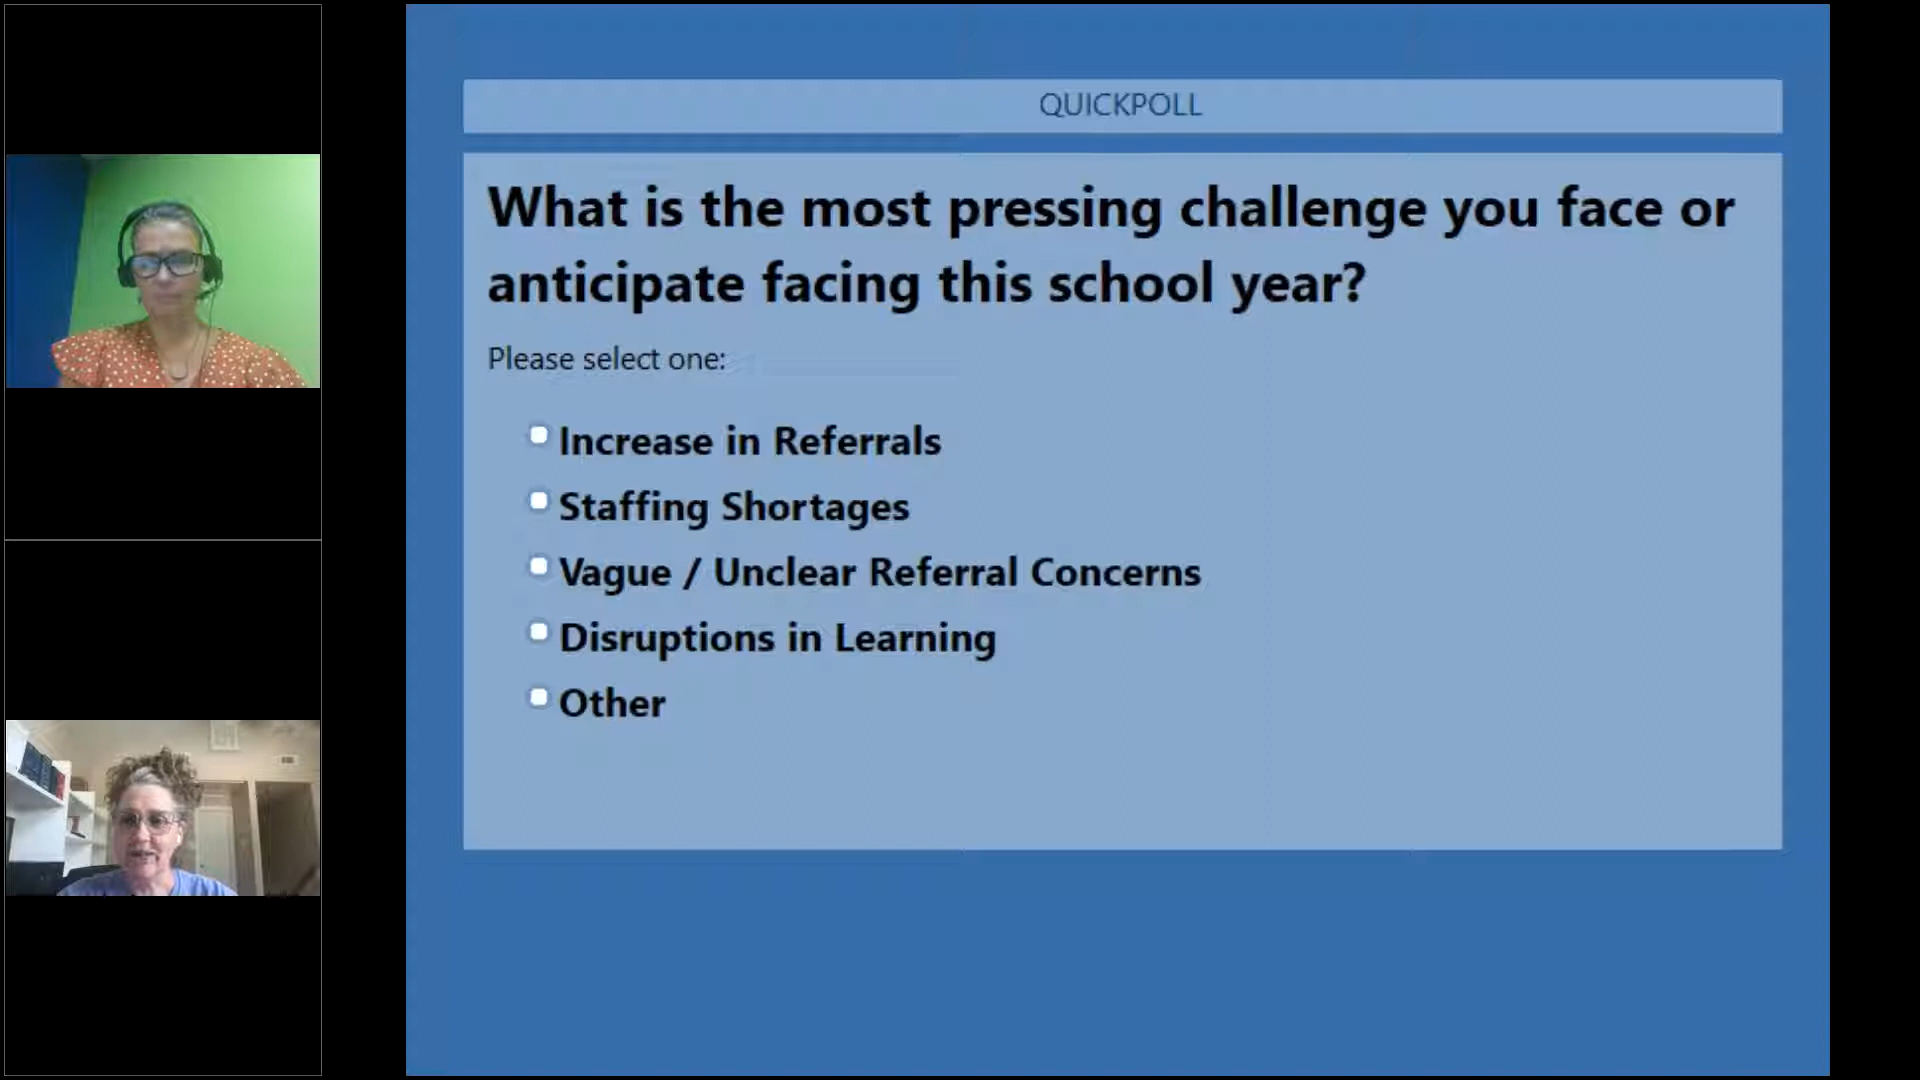 QUICKPOLL
What is the most pressing challenge you face or
anticipate facing this school year?
Please select one:
Increase in Referrals
Staffing Shortages
Vague / Unclear Referral Concerns
Disruptions in Learning
Other